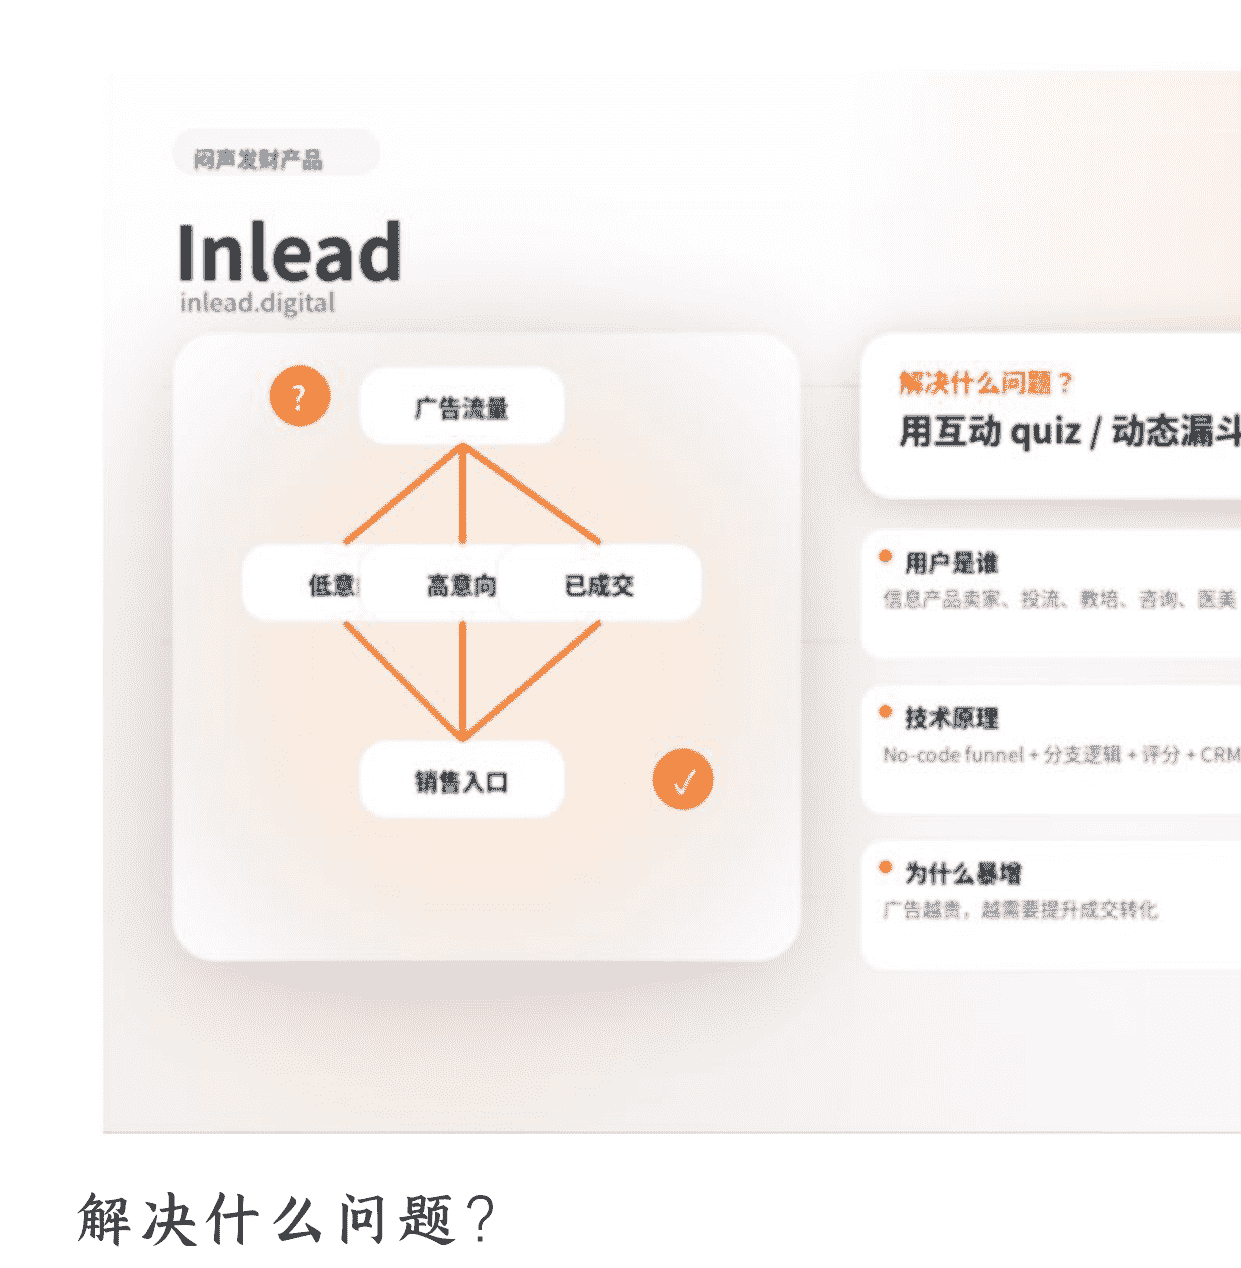 闷声发财产品
Inlead
inlead.digital
?
广告流量
低意
高意向
已成交
销售入口
✓
解决什么问题？
用互动 quiz / 动态漏斗
用户是谁
信息产品卖家、投流、教培、咨询、医美
技术原理
No-code funnel + 分支逻辑 + 评分 + CRM
为什么暴增
广告越贵，越需要提升成交转化
解决什么问题？